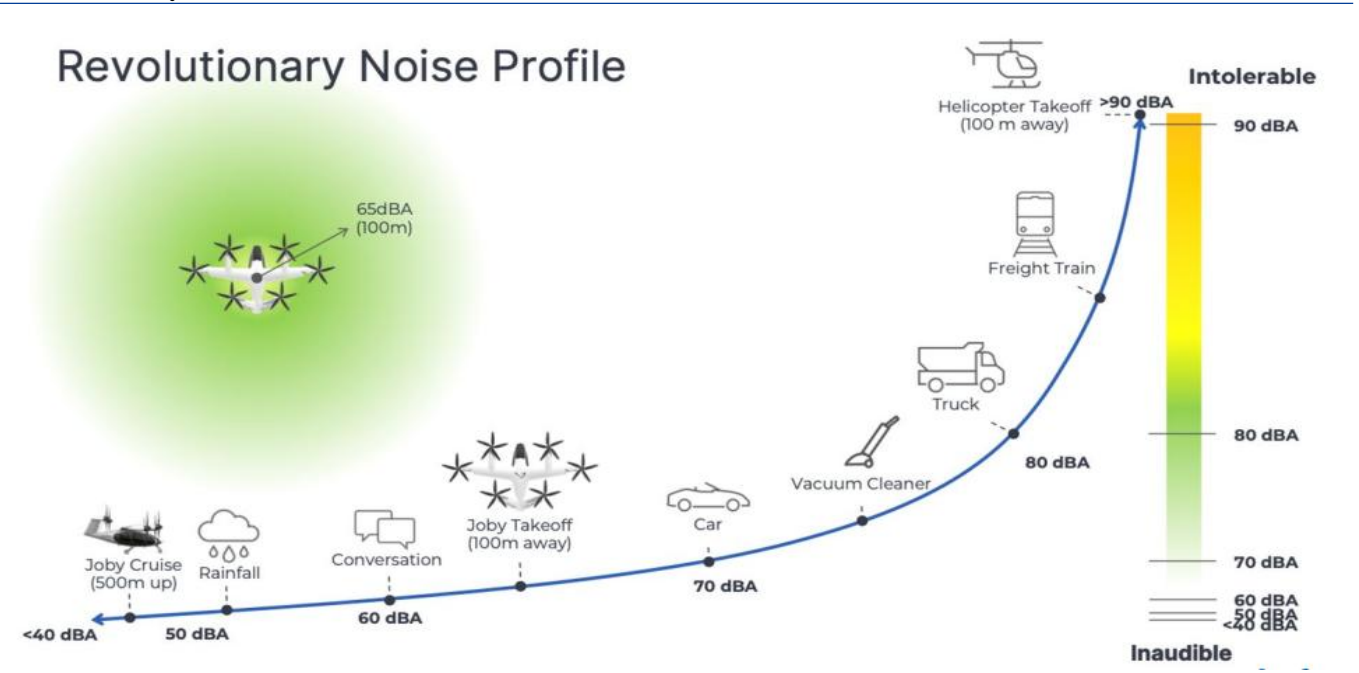 Revolutionary Noise Profile
65dBA
(100m)
Joby Cruise
(500m up)
Rainfall
Conversation
Joby Takeoff
(100m away)
Car
Vacuum Cleaner
Truck
Freight Train
Helicopter Takeoff
(100 m away)
<40 dBA
50 dBA
60 dBA
70 dBA
80 dBA
>90 dBA
Intolerable
90 dBA
80 dBA
70 dBA
60 dBA
50 dBA
<40 dBA
Inaudible